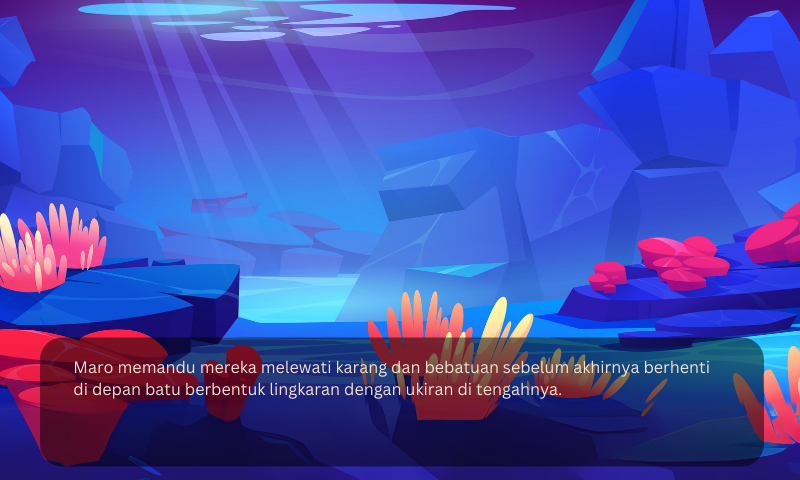 Maro memandu mereka melewati karang dan bebatuan sebelum akhirnya berhenti
di depan batu berbentuk lingkaran dengan ukiran di tengahnya.